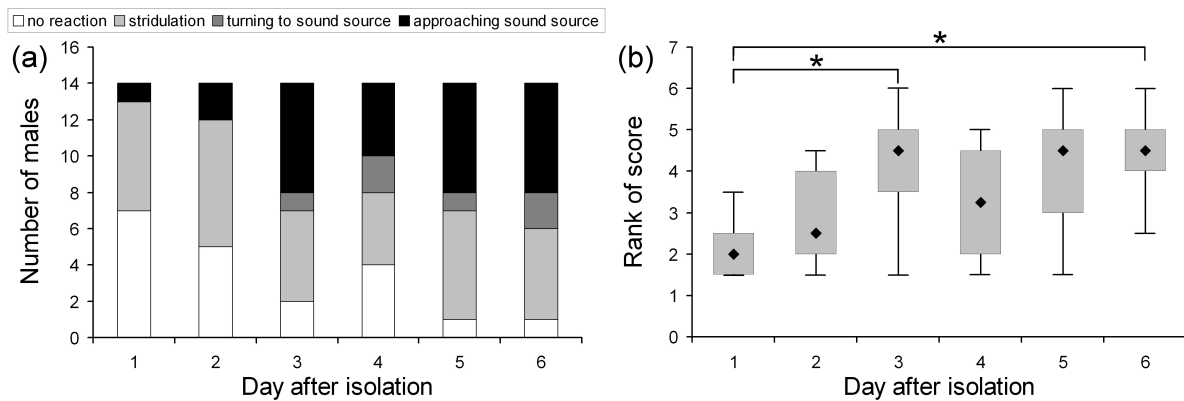 no reaction stridulation turning to sound source approaching sound source
(a)
Number of males
16
14
12
10
8
6
4
2
0
1 2 3 4 5 6
Day after isolation
(b)
Rank of score
7
6
5
4
3
2
1
0
* *
1 2 3 4 5 6
Day after isolation